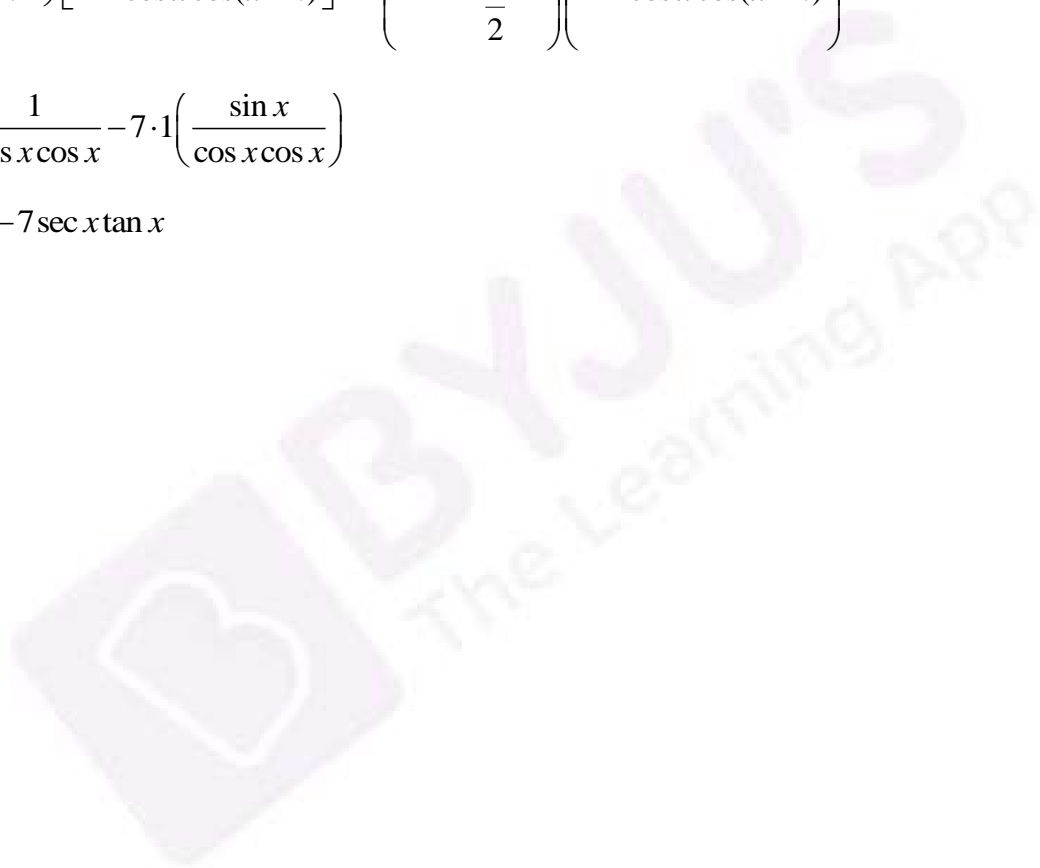 2
1
s x cos x − 7·1 ( sin x / cos x cos x )
−7 sec x tan x
BYJU'S
The Learning App